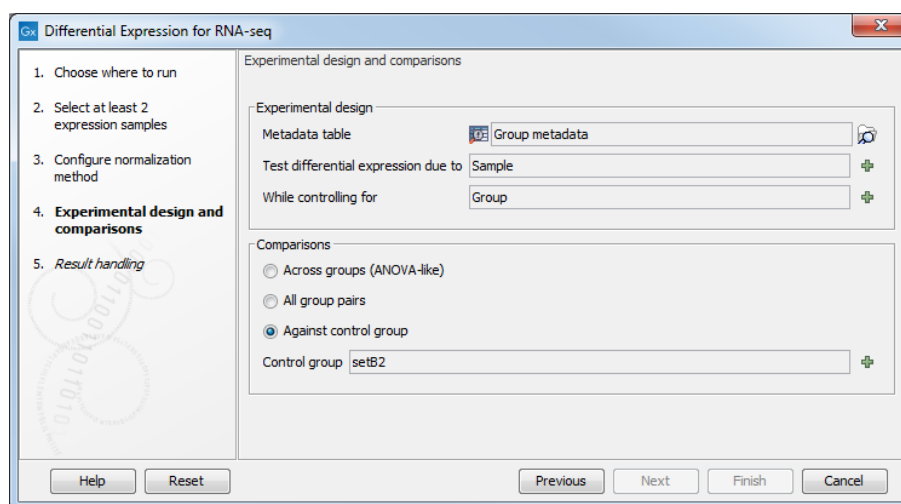 Gx Differential Expression for RNA-seq
1. Choose where to run
2. Select at least 2
expression samples
3. Configure normalization
method
4. Experimental design and
comparisons
5. Result handling
Experimental design and comparisons
Experimental design
Metadata table Group metadata
Test differential expression due to Sample
While controlling for Group
Comparisons
Across groups (ANOVA-like)
All group pairs
Against control group
Control group setB2
Help Reset Previous Next Finish Cancel